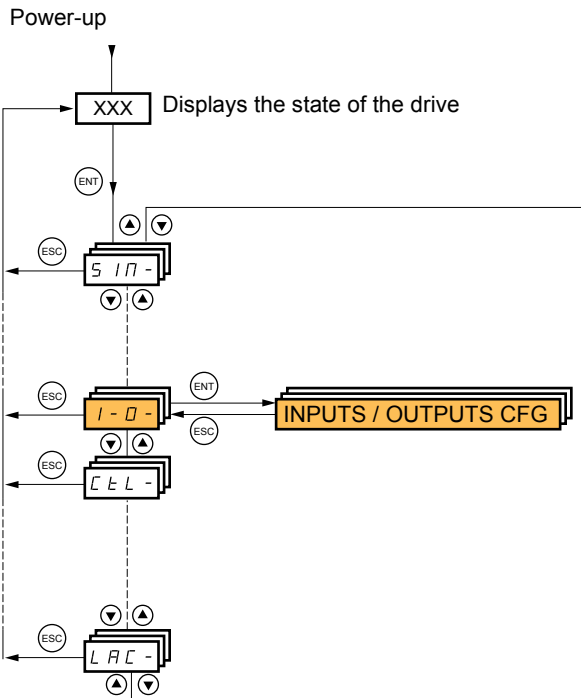 Power-up
XXX Displays the state of the drive
ENT
ESC
SIM-
ESC
I-O-
ENT
ESC
INPUTS / OUTPUTS CFG
ESC
CtL-
ESC
LAC-